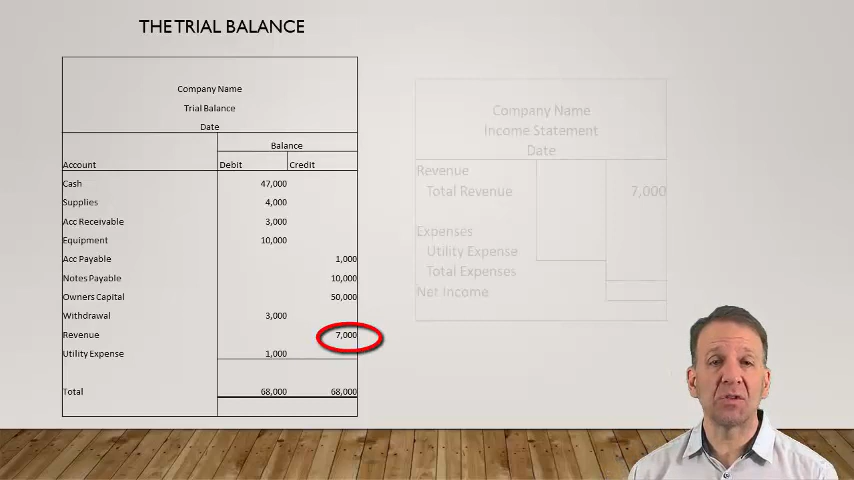 THE TRIAL BALANCE
Company Name
Trial Balance
Date
Balance
Account Debit Credit
Cash 47,000
Supplies 4,000
Acc Receivable 3,000
Equipment 10,000
Acc Payable 1,000
Notes Payable 10,000
Owners Capital 50,000
Withdrawal 3,000
Revenue 7,000
Utility Expense 1,000
Total 68,000 68,000
Company Name
Income Statement
Date
Revenue
Total Revenue 7,000
Expenses
Utility Expense
Total Expenses
Net Income